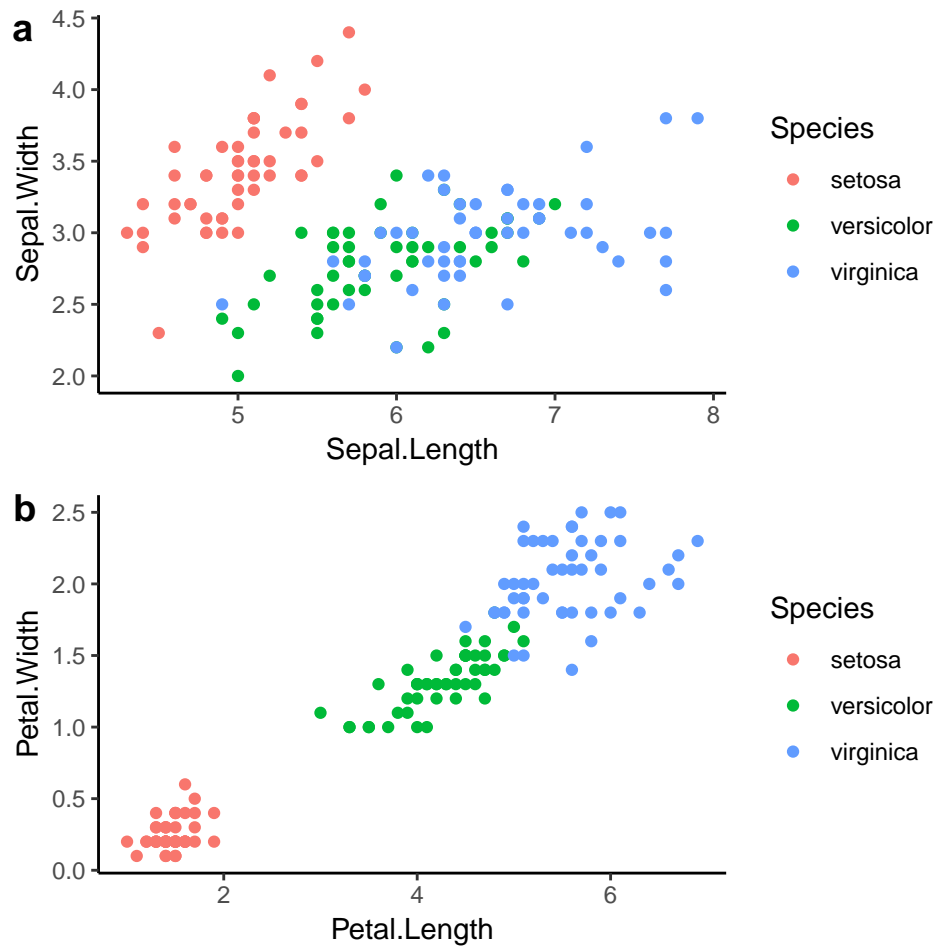 a
4.5
4.0
3.5
3.0
2.5
2.0
Sepal.Width
5 6 7 8
Sepal.Length
Species
setosa
versicolor
virginica
b
2.5
2.0
1.5
1.0
0.5
0.0
Petal.Width
2 4 6
Petal.Length
Species
setosa
versicolor
virginica